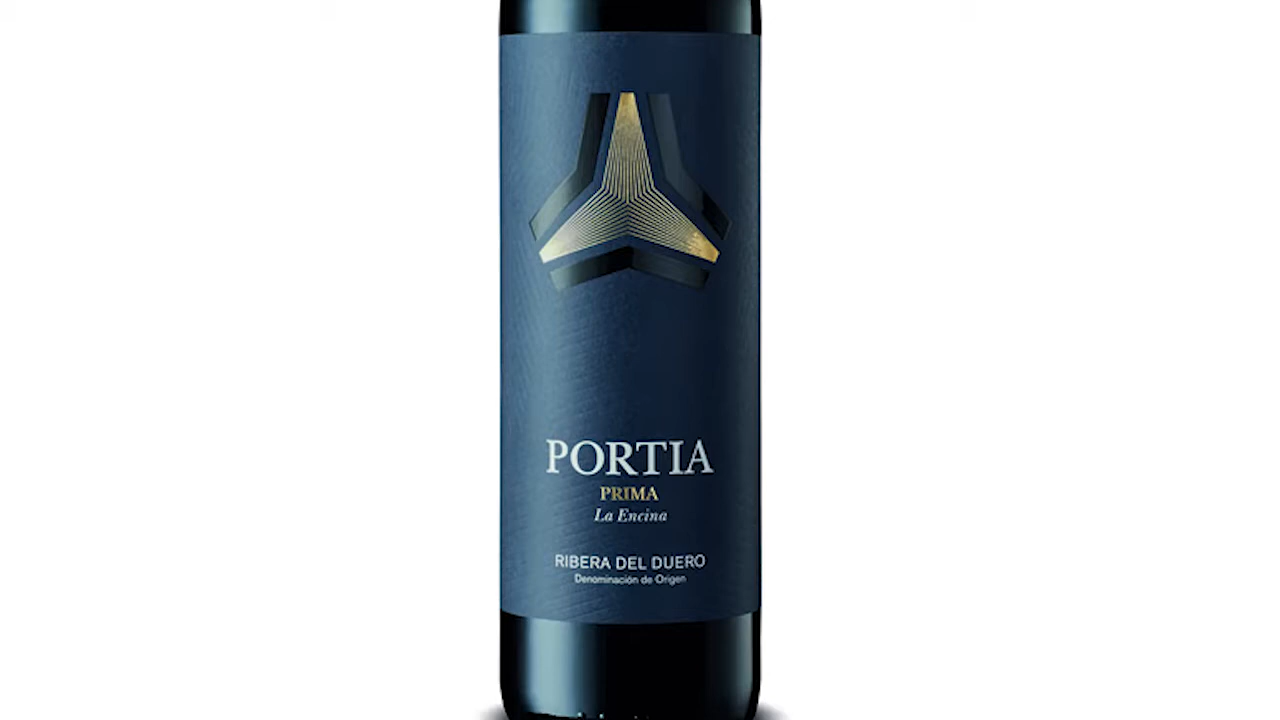 PORTIA
PRIMA
La Encina
RIBERA DEL DUERO
Denominación de Origen